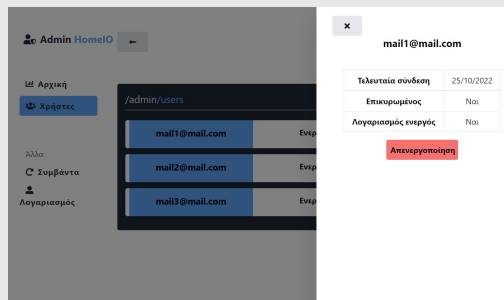 Admin HomeIO
Αρχική
Χρήστες
Άλλα
Συμβάντα
Λογαριασμός
/admin/users
mail1@mail.com
mail2@mail.com
mail3@mail.com
mail1@mail.com
Τελευταία σύνδεση 25/10/2022
Επικυρωμένος Ναι
Λογαριασμός ενεργός Ναι
Απενεργοποίηση